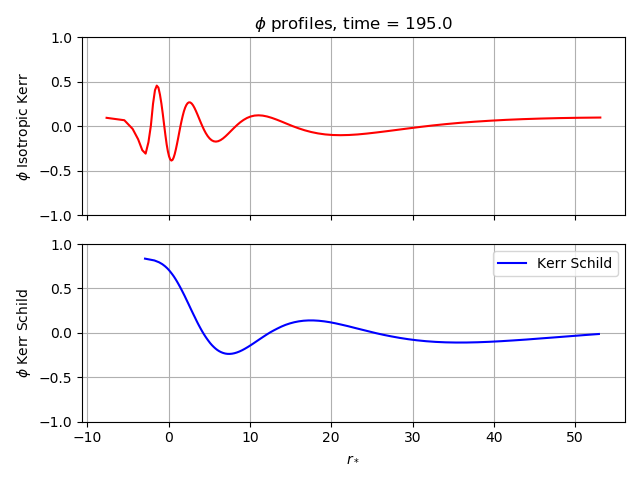 ϕ profiles, time = 195.0
1.0
0.5
0.0
−0.5
−1.0
ϕ Isotropic Kerr
1.0
0.5
0.0
−0.5
−1.0
ϕ Kerr Schild
Kerr Schild
−10 0 10 20 30 40 50
r*